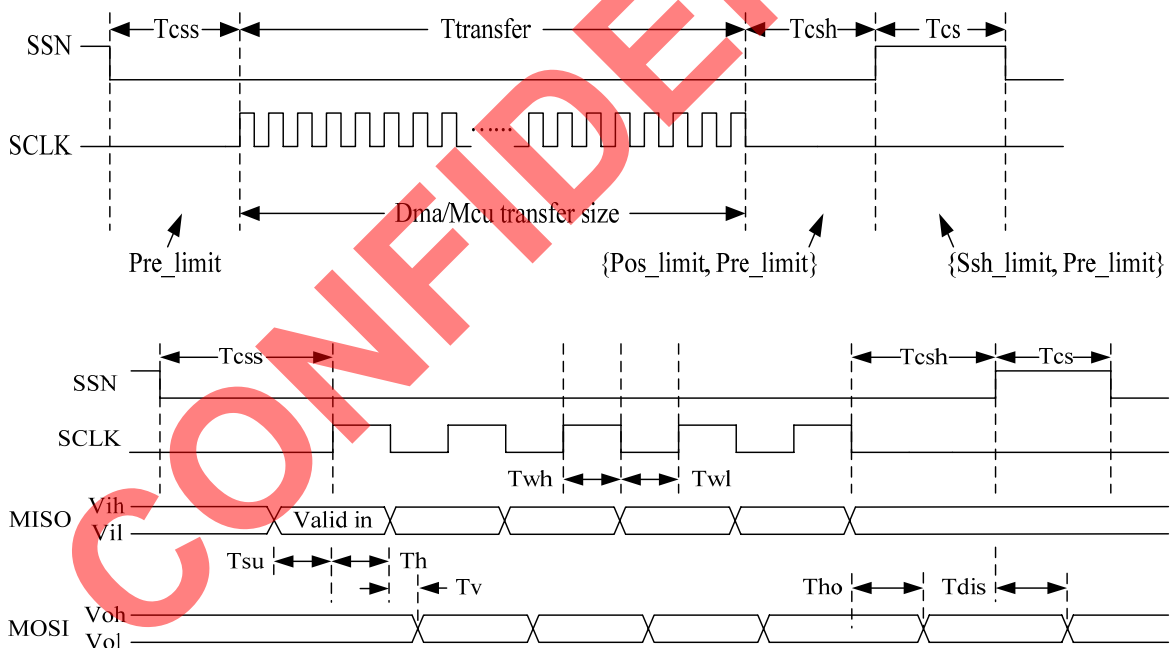 Tcss Ttransfer Tcsh Tcs
SSN
SCLK
.......
Dma/Mcu transfer size
Pre_limit {Pos_limit, Pre_limit} {Ssh_limit, Pre_limit}
Tcss Tcsh Tcs
SSN
SCLK
Twh Twl
MISO Vih Valid in
Vil
Tsu Th Tv Tho Tdis
MOSI Voh
Vol